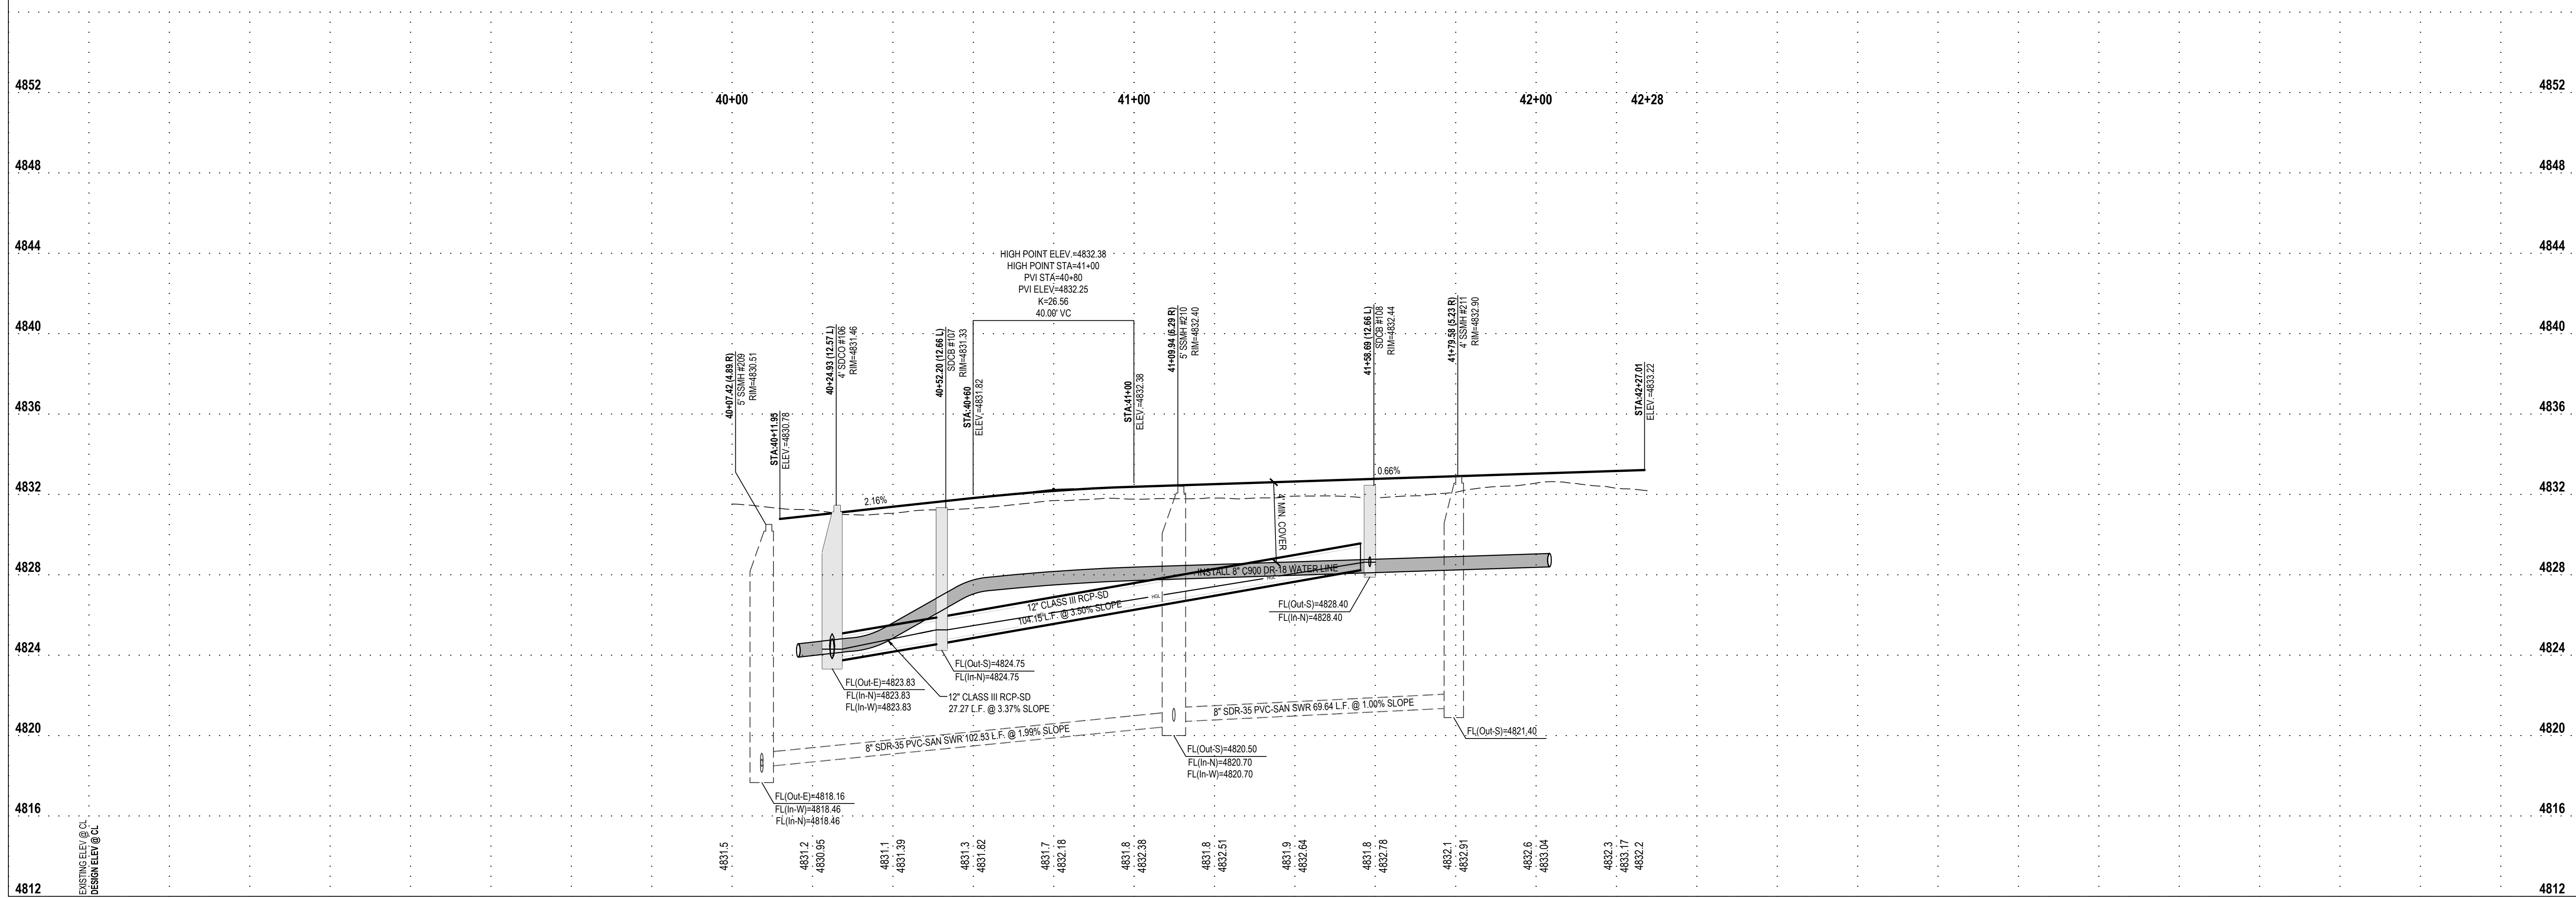 4852
4852
40+00
41+00
42+00
42+28
4848
4848
4844
4844
HIGH POINT ELEV.=4832.38
HIGH POINT STA=41+00
PVI STA=40+80
PVI ELEV=4832.25
K=26.56
40.09' VC
4840
4840
40+07.42 (4.89 R)
5' SSMH #209
RIM=4830.51
STA:40+11.95
ELEV.=4830.78
40+24.93 (12.57 L)
4' SDCO #106
RIM=4831.46
40+52.20 (12.66 L)
SDCB #107
RIM=4831.33
STA:40+60
ELEV.=4831.82
STA:41+00
ELEV.=4832.38
41+09.94 (6.29 R)
5' SSMH #210
RIM=4832.40
41+58.69 (12.66 L)
SDCB #108
RIM=4832.44
41+79.58 (5.23 R)
4' SSMH #211
RIM=4832.90
STA:42+27.01
ELEV.=4833.22
4836
4836
4832
4832
2.16%
0.66%
4' MIN. COVER
4828
4828
INSTALL 8" C900 DR-18 WATER LINE
HGL
HGL
12" CLASS III RCP-SD
104.15 L.F. @ 3.50% SLOPE
FL(Out-S)=4828.40
FL(In-N)=4828.40
4824
4824
FL(Out-S)=4824.75
FL(In-N)=4824.75
FL(Out-E)=4823.83
FL(In-N)=4823.83
FL(In-W)=4823.83
12" CLASS III RCP-SD
27.27 L.F. @ 3.37% SLOPE
8" SDR-35 PVC-SAN SWR 102.53 L.F. @ 1.99% SLOPE
8" SDR-35 PVC-SAN SWR 69.64 L.F. @ 1.00% SLOPE
4820
4820
FL(Out-S)=4821.40
FL(Out-S)=4820.50
FL(In-N)=4820.70
FL(In-W)=4820.70
FL(Out-E)=4818.16
FL(In-W)=4818.46
FL(In-N)=4818.46
4816
4816
EXISTING ELEV @ CL
DESIGN ELEV @ CL
4831.5
4831.2
4830.95
4831.1
4831.39
4831.3
4831.82
4831.7
4832.18
4831.8
4832.38
4831.8
4832.51
4831.9
4832.64
4831.8
4832.78
4832.1
4832.91
4832.6
4833.04
4832.3
4833.17
4832.2
4812
4812